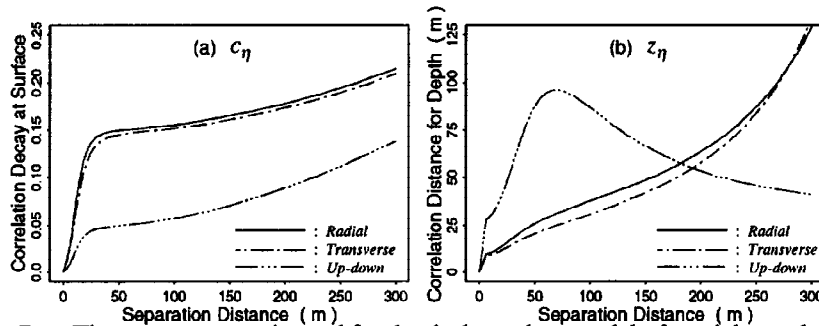 (a) cη
Correlation Decay at Surface
0.25
0.20
0.15
0.10
0.05
0.0
: Radial
: Transverse
: Up-down
0 50 100 150 200 250 300
Separation Distance ( m )
(b) zη
Correlation Distance for Depth ( m )
125
100
75
50
25
0
: Radial
: Transverse
: Up-down
0 50 100 150 200 250 300
Separation Distance ( m )